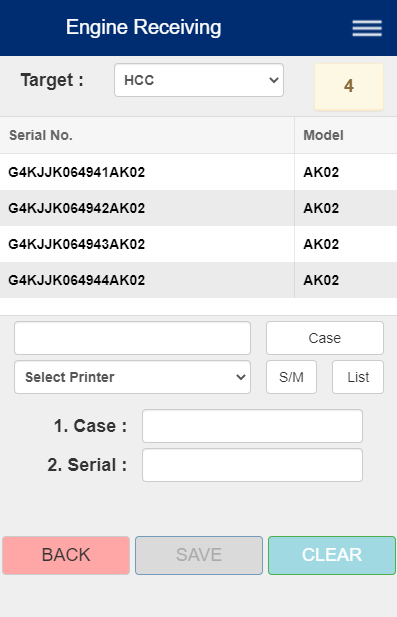 Engine Receiving
Target : HCC 4
Serial No. Model
G4KJJK064941AK02 AK02
G4KJJK064942AK02 AK02
G4KJJK064943AK02 AK02
G4KJJK064944AK02 AK02
Case
Select Printer S/M List
1. Case :
2. Serial :
BACK SAVE CLEAR